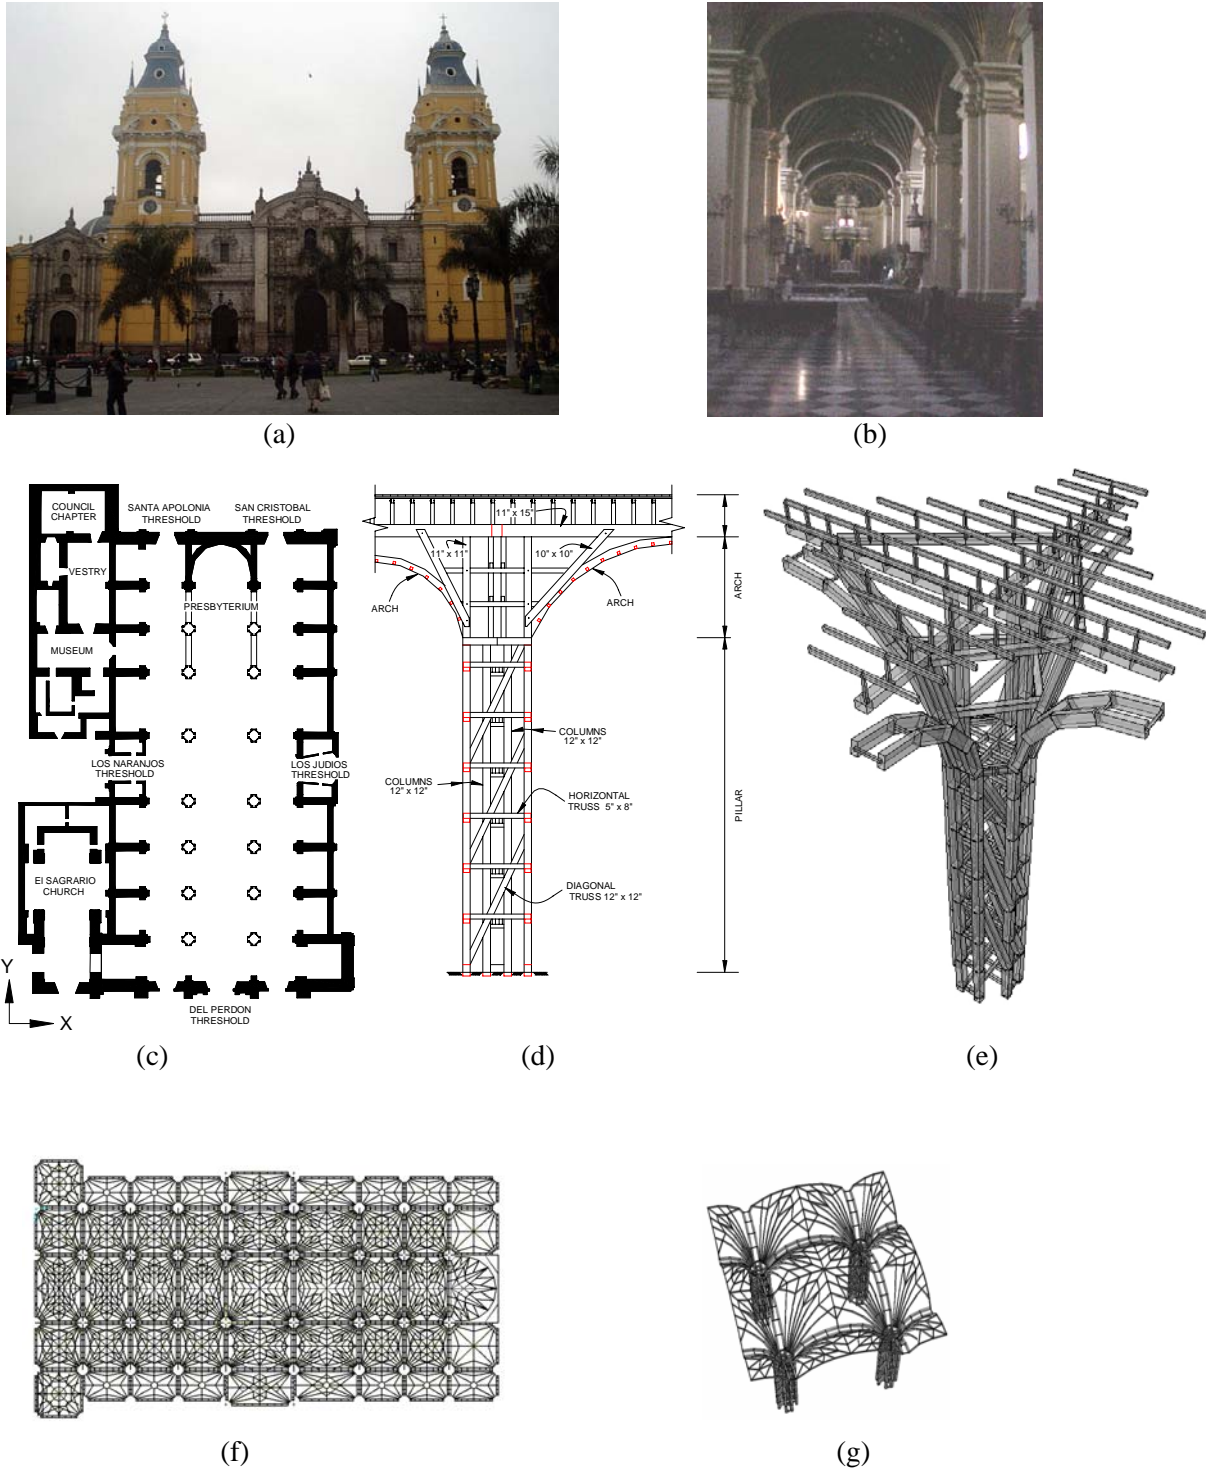 (a)
(b)
COUNCIL
CHAPTER
SANTA APOLONIA
THRESHOLD
SAN CRISTOBAL
THRESHOLD
VESTRY
PRESBYTERIUM
MUSEUM
LOS NARANJOS
THRESHOLD
LOS JUDIOS
THRESHOLD
El SAGRARIO
CHURCH
DEL PERDON
THRESHOLD
Y
X
(c)
11" x 15"
11" x 11"
10" x 10"
ARCH
ARCH
ARCH
COLUMNS
12" x 12"
COLUMNS
12" x 12"
HORIZONTAL
TRUSS 5" x 8"
PILLAR
DIAGONAL
TRUSS 12" x 12"
(d)
(e)
(f)
(g)